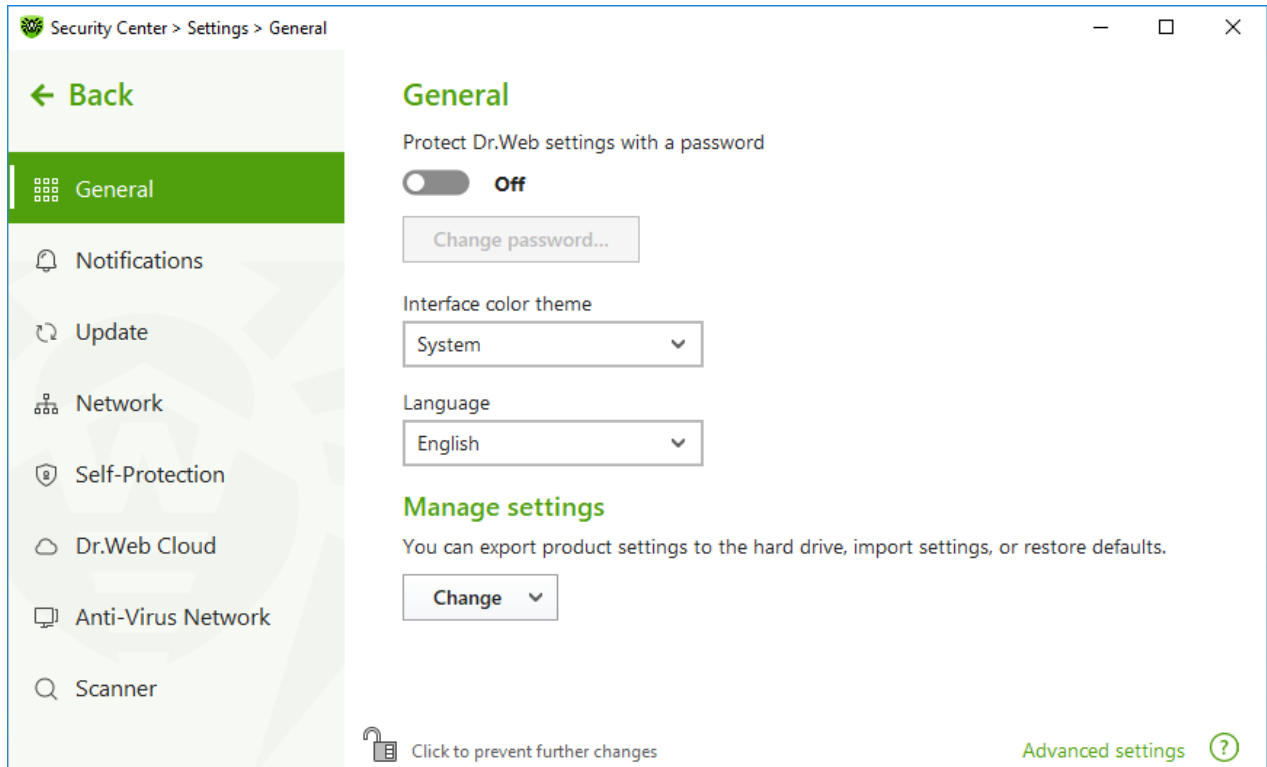 Security Center > Settings > General
Back
General
Notifications
Update
Network
Self-Protection
Dr.Web Cloud
Anti-Virus Network
Scanner
General
Protect Dr.Web settings with a password
Off
Change password...
Interface color theme
System
Language
English
Manage settings
You can export product settings to the hard drive, import settings, or restore defaults.
Change
Click to prevent further changes
Advanced settings ?